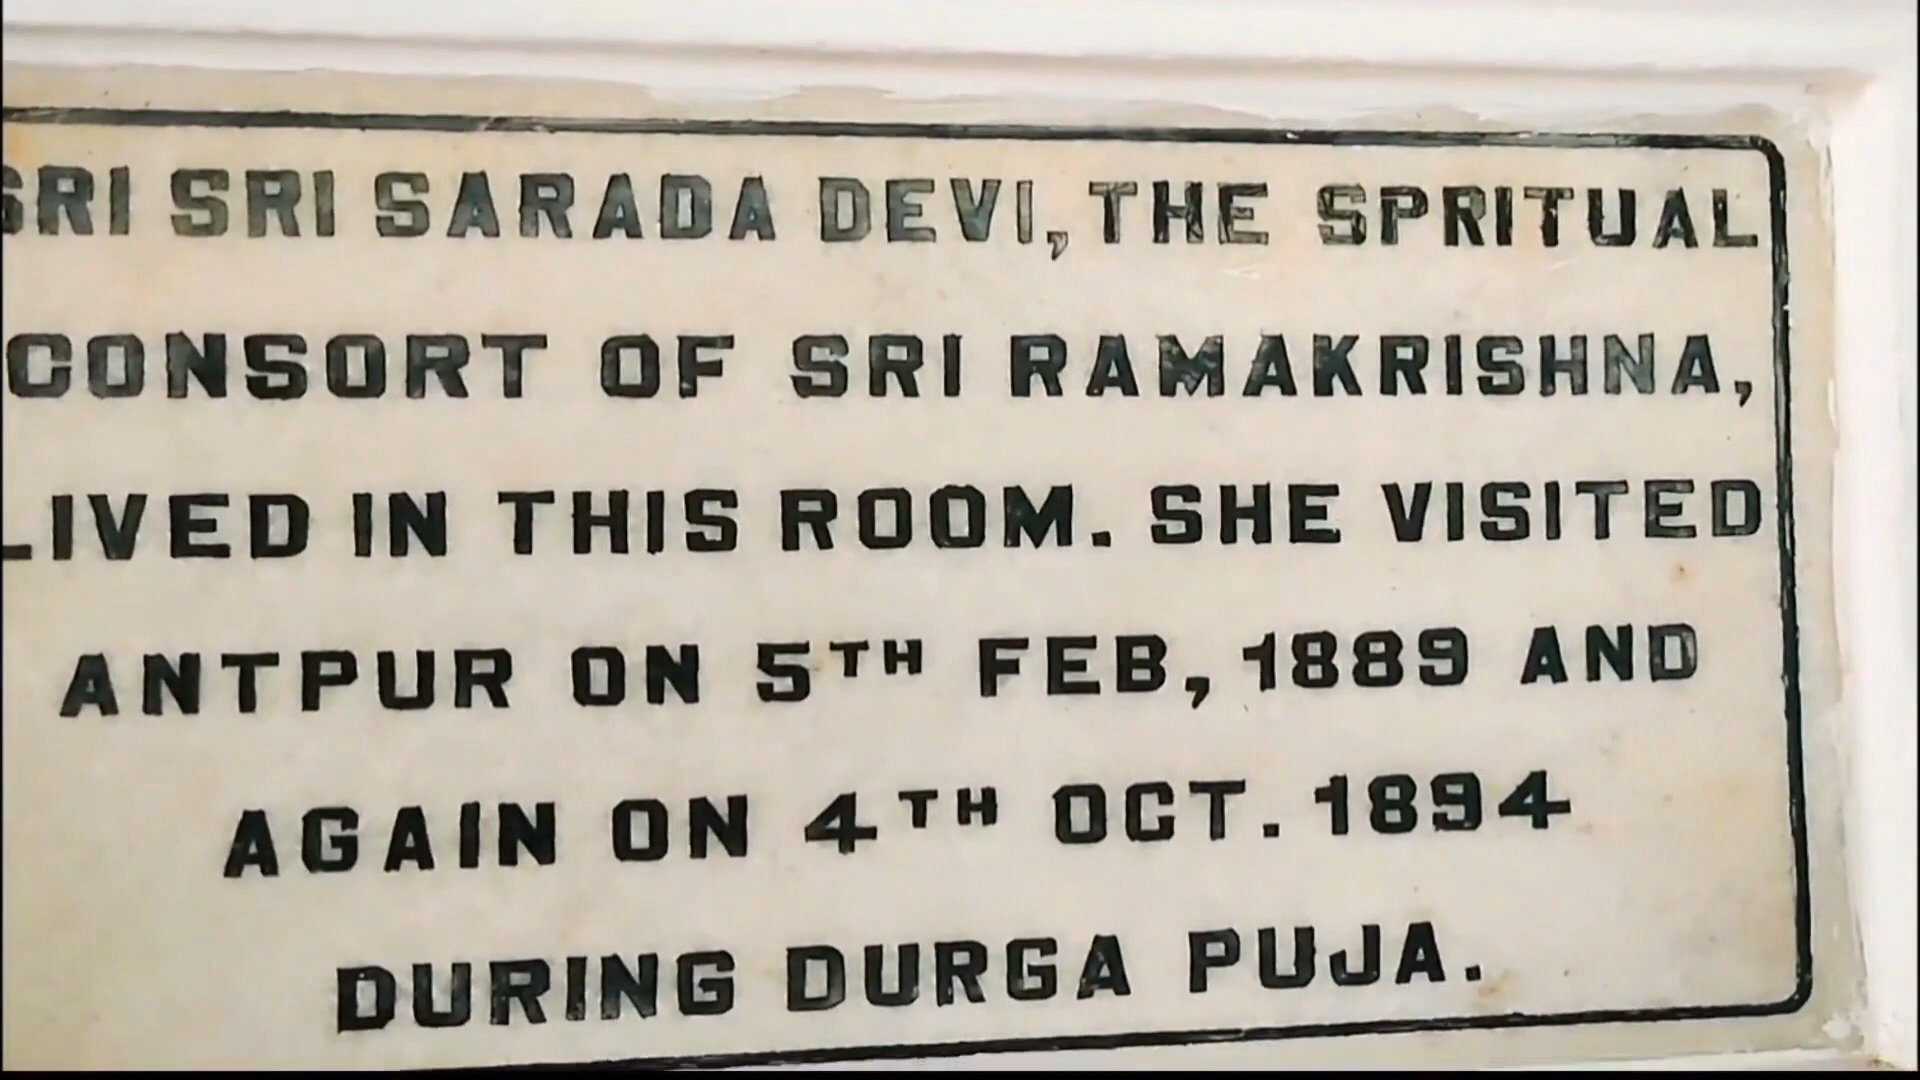 SRI SRI SARADA DEVI, THE SPRITUAL
CONSORT OF SRI RAMAKRISHNA,
LIVED IN THIS ROOM. SHE VISITED
ANTPUR ON 5TH FEB, 1889 AND
AGAIN ON 4TH OCT. 1894
DURING DURGA PUJA.